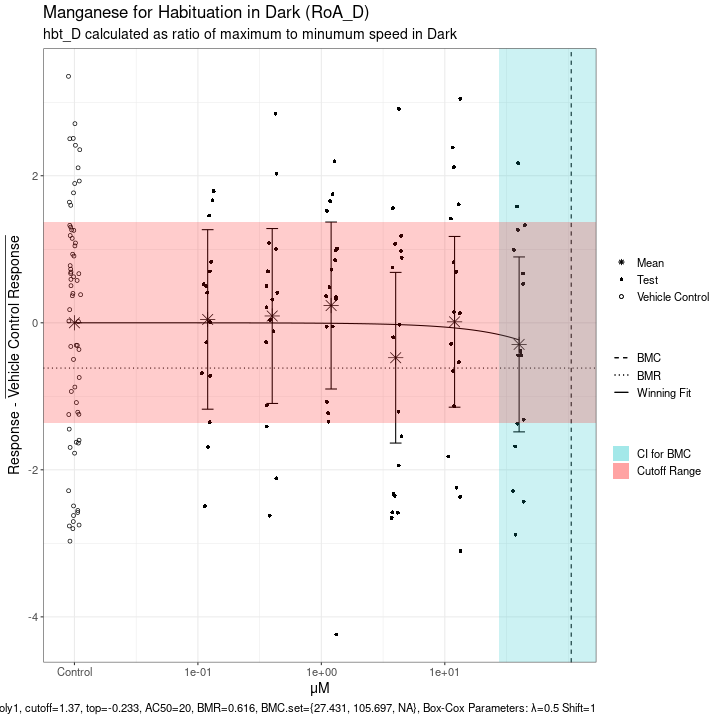 Manganese for Habituation in Dark (RoA_D)
hbt_D calculated as ratio of maximum to minumum speed in Dark
Response - Vehicle Control Response
2
0
-2
-4
Control
1e-01
1e+00
1e+01
µM
Mean
Test
Vehicle Control
BMC
BMR
Winning Fit
CI for BMC
Cutoff Range
oly1, cutoff=1.37, top=-0.233, AC50=20, BMR=0.616, BMC.set={27.431, 105.697, NA}, Box-Cox Parameters: λ=0.5 Shift=1